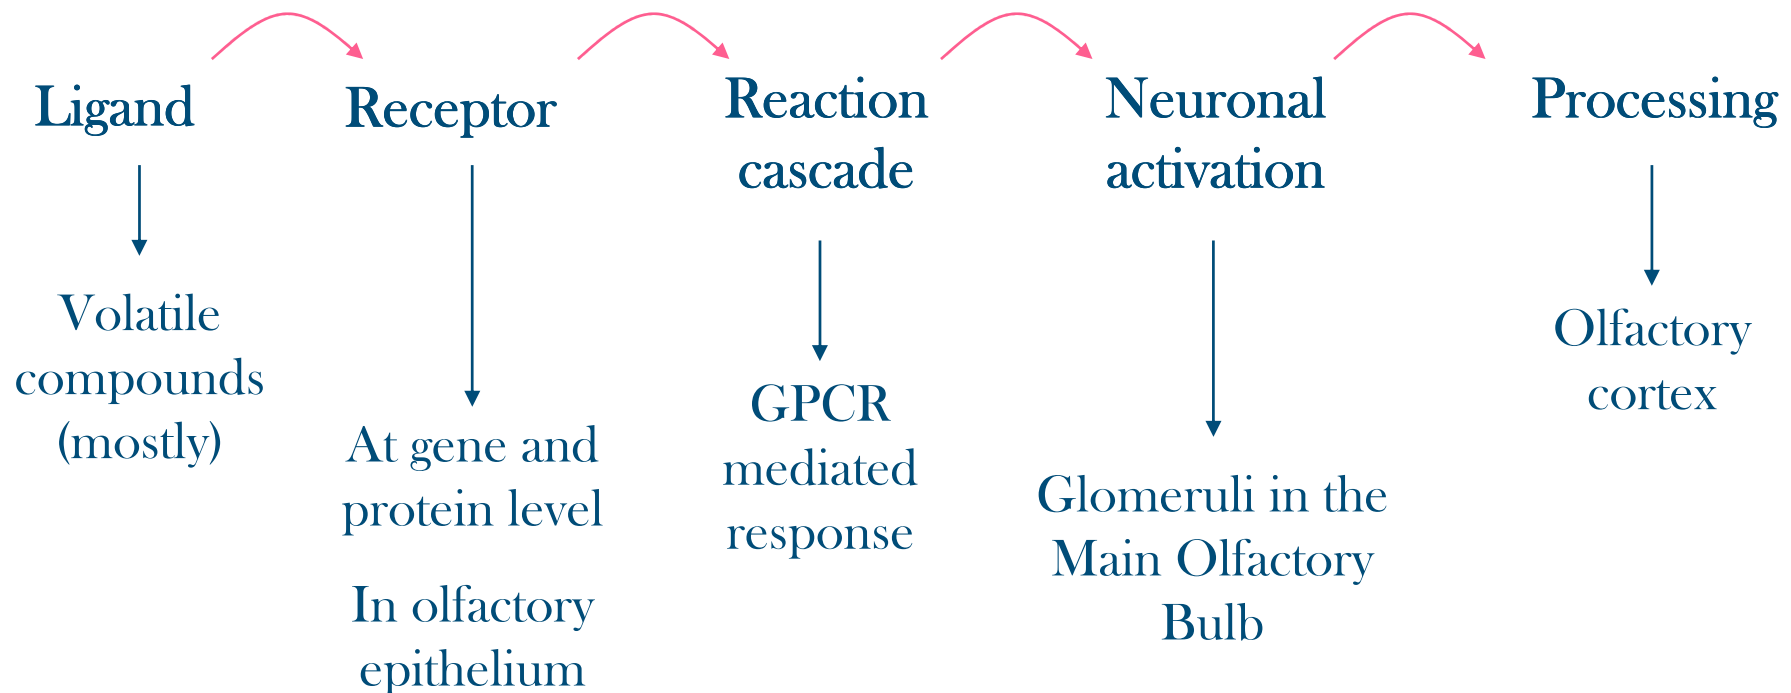 Ligand
Receptor
Reaction
cascade
Neuronal
activation
Processing
Volatile
compounds
(mostly)
At gene and
protein level
In olfactory
epithelium
GPCR
mediated
response
Glomeruli in the
Main Olfactory
Bulb
Olfactory
cortex